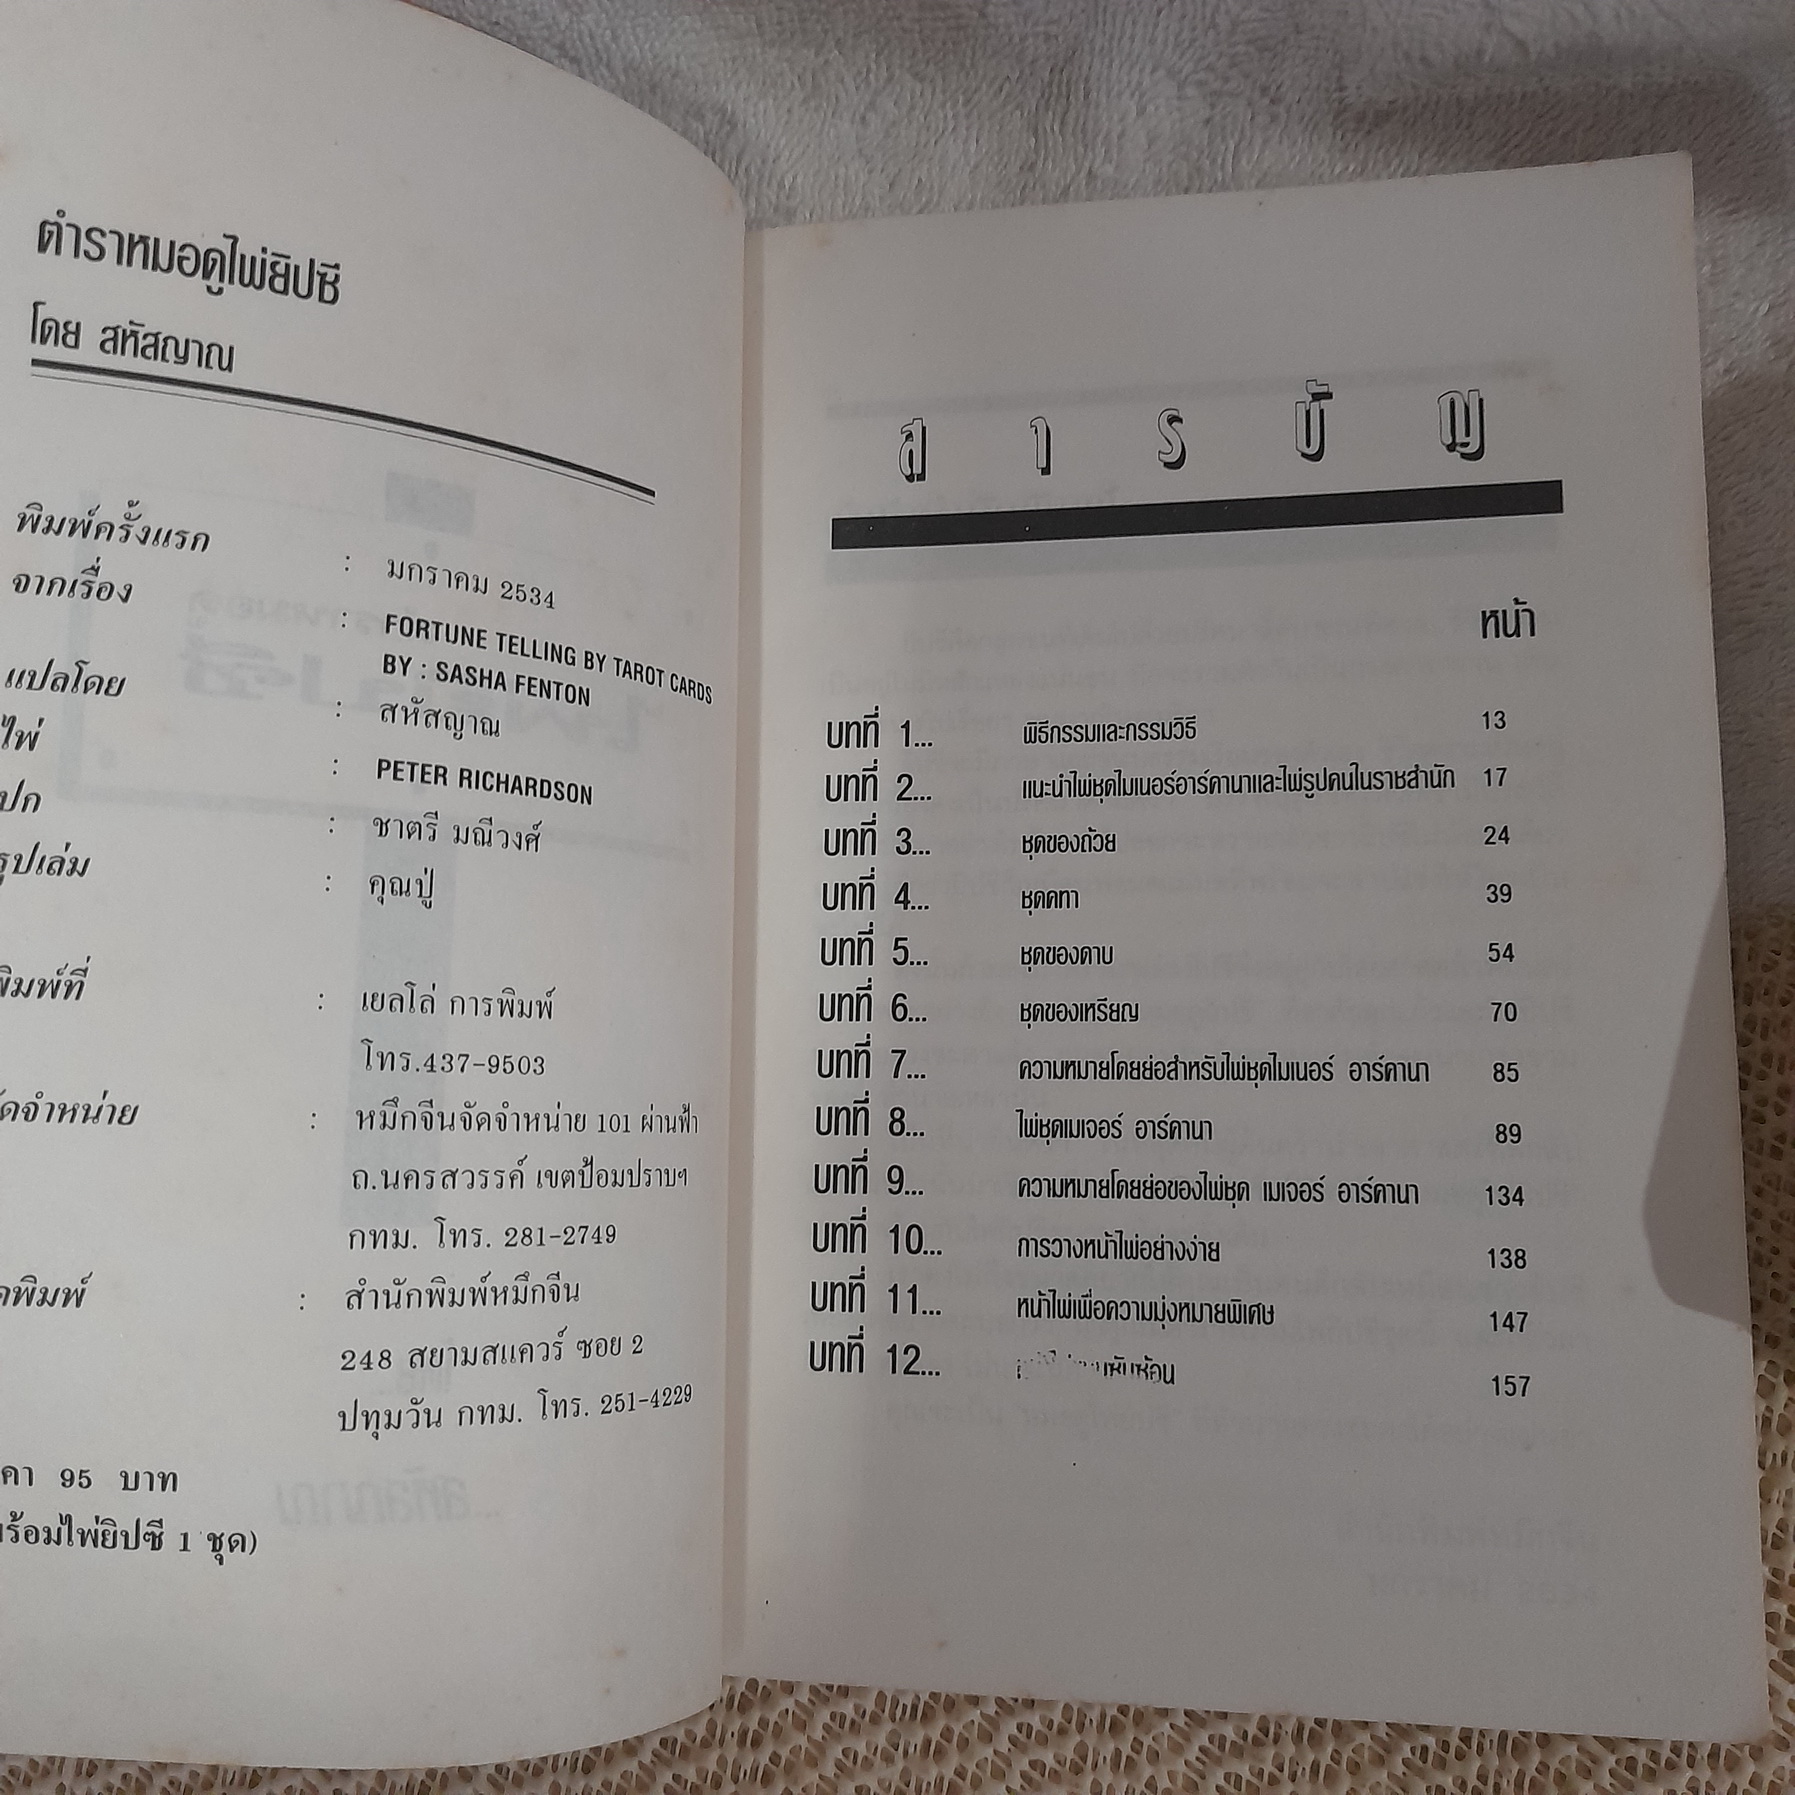 ตำราหมอดูไพ่ยิปซี
โดย สหัสญาณ
พิมพ์ครั้งแรก : มกราคม 2534
จากเรื่อง : FORTUNE TELLING BY TAROT CARDS
BY : SASHA FENTON
แปลโดย : สหัสญาณ
ไพ่ : PETER RICHARDSON
ปก : ชาตรี มณีวงศ์
รูปเล่ม : คุณปู่
พิมพ์ที่ : เยลโล่ การพิมพ์
โทร.437-9503
จัดจำหน่าย : หมึกจีนจัดจำหน่าย 101 ผ่านฟ้า
ถ.นครสวรรค์ เขตป้อมปราบฯ
กทม. โทร. 281-2749
พิมพ์ : สำนักพิมพ์หมึกจีน
248 สยามสแควร์ ซอย 2
ปทุมวัน กทม. โทร. 251-4229
95 บาท
พร้อมไพ่ยิปซี 1 ชุด)
สารบัญ
หน้า
บทที่ 1... พิธีกรรมและกรรมวิธี 13
บทที่ 2... แนะนำไพ่ชุดไมเนอร์อาร์คานาและไพ่รูปคนในราชสำนัก 17
บทที่ 3... ชุดของถ้วย 24
บทที่ 4... ชุดคทา 39
บทที่ 5... ชุดของดาบ 54
บทที่ 6... ชุดของเหรียญ 70
บทที่ 7... ความหมายโดยย่อสำหรับไพ่ชุดไมเนอร์ อาร์คานา 85
บทที่ 8... ไพ่ชุดเมเจอร์ อาร์คานา 89
บทที่ 9... ความหมายโดยย่อของไพ่ชุด เมเจอร์ อาร์คานา 134
บทที่ 10... การวางหน้าไพ่อย่างง่าย 138
บทที่ 11... หน้าไพ่เพื่อความมุ่งหมายพิเศษ 147
บทที่ 12... 157